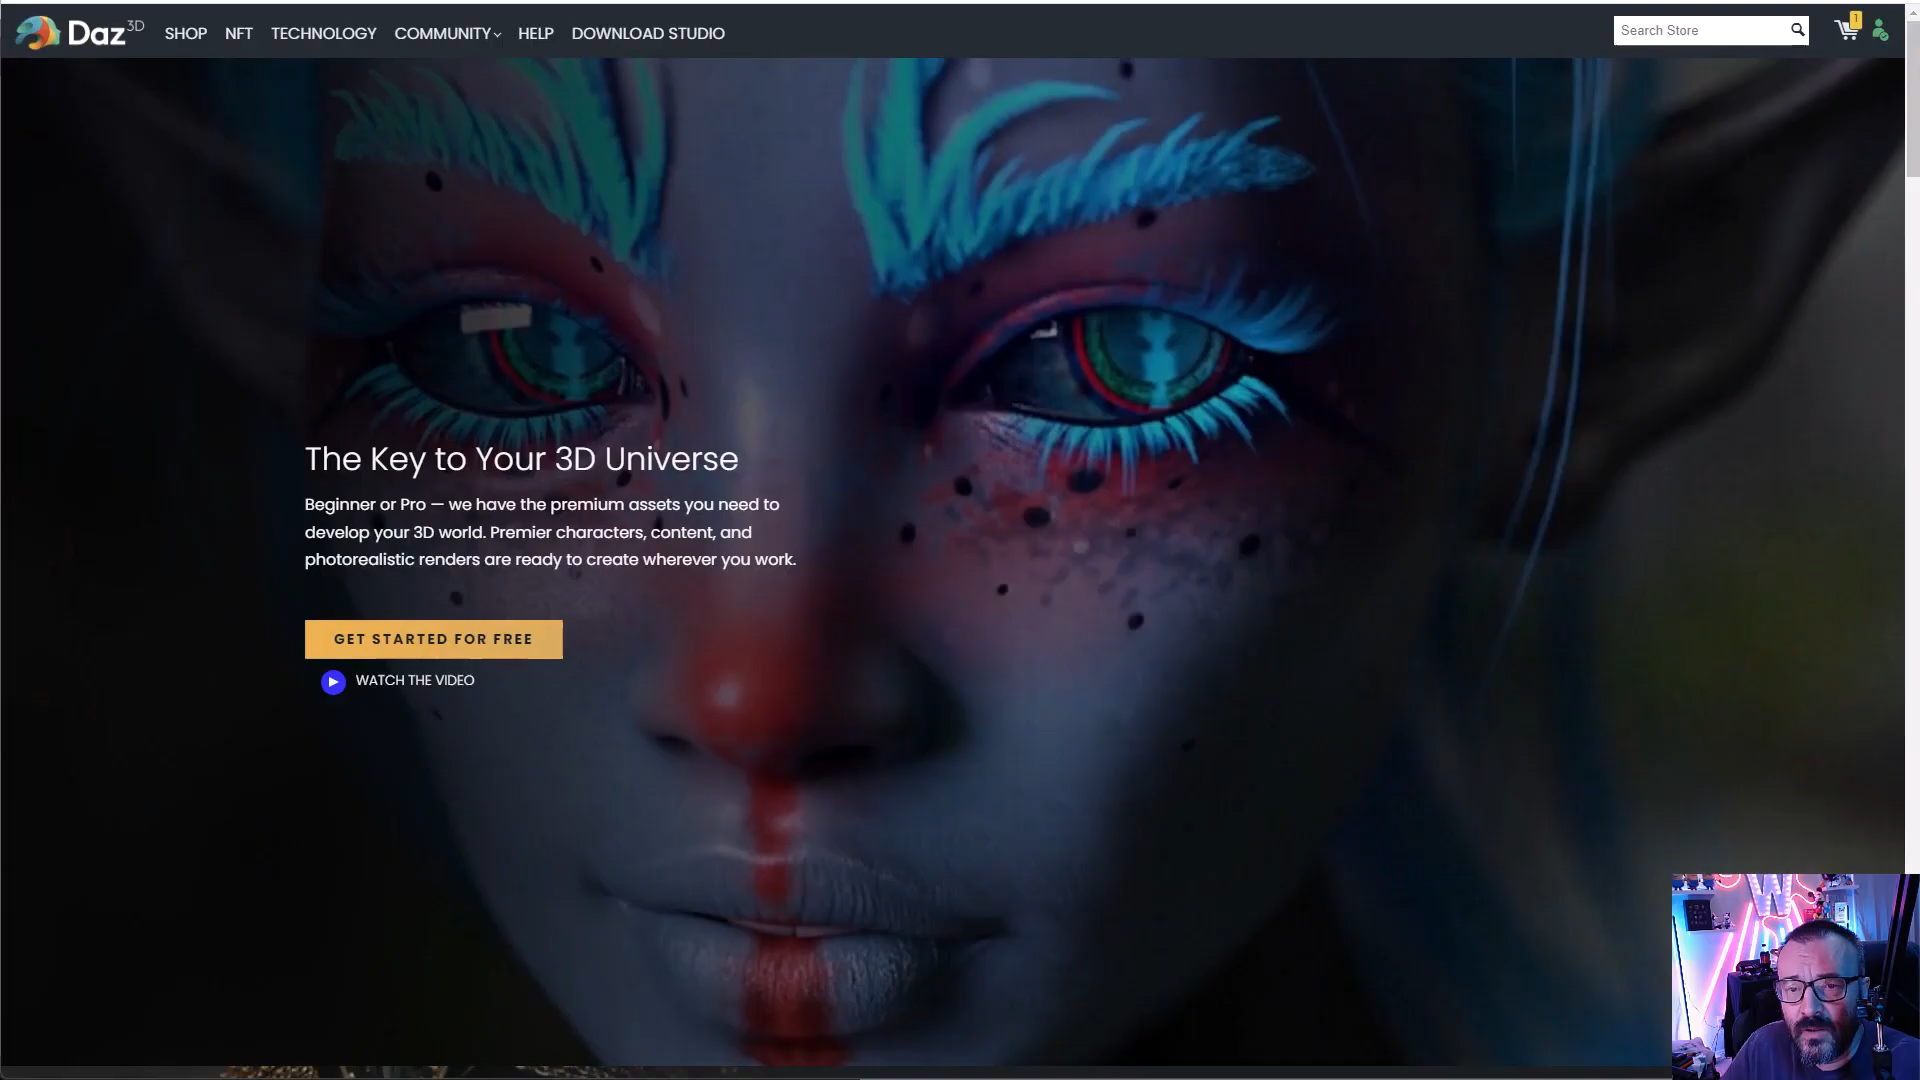 Daz 3D SHOP NFT TECHNOLOGY COMMUNITY HELP DOWNLOAD STUDIO Search Store 1
The Key to Your 3D Universe
Beginner or Pro — we have the premium assets you need to
develop your 3D world. Premier characters, content, and
photorealistic renders are ready to create wherever you work.
GET STARTED FOR FREE
WATCH THE VIDEO